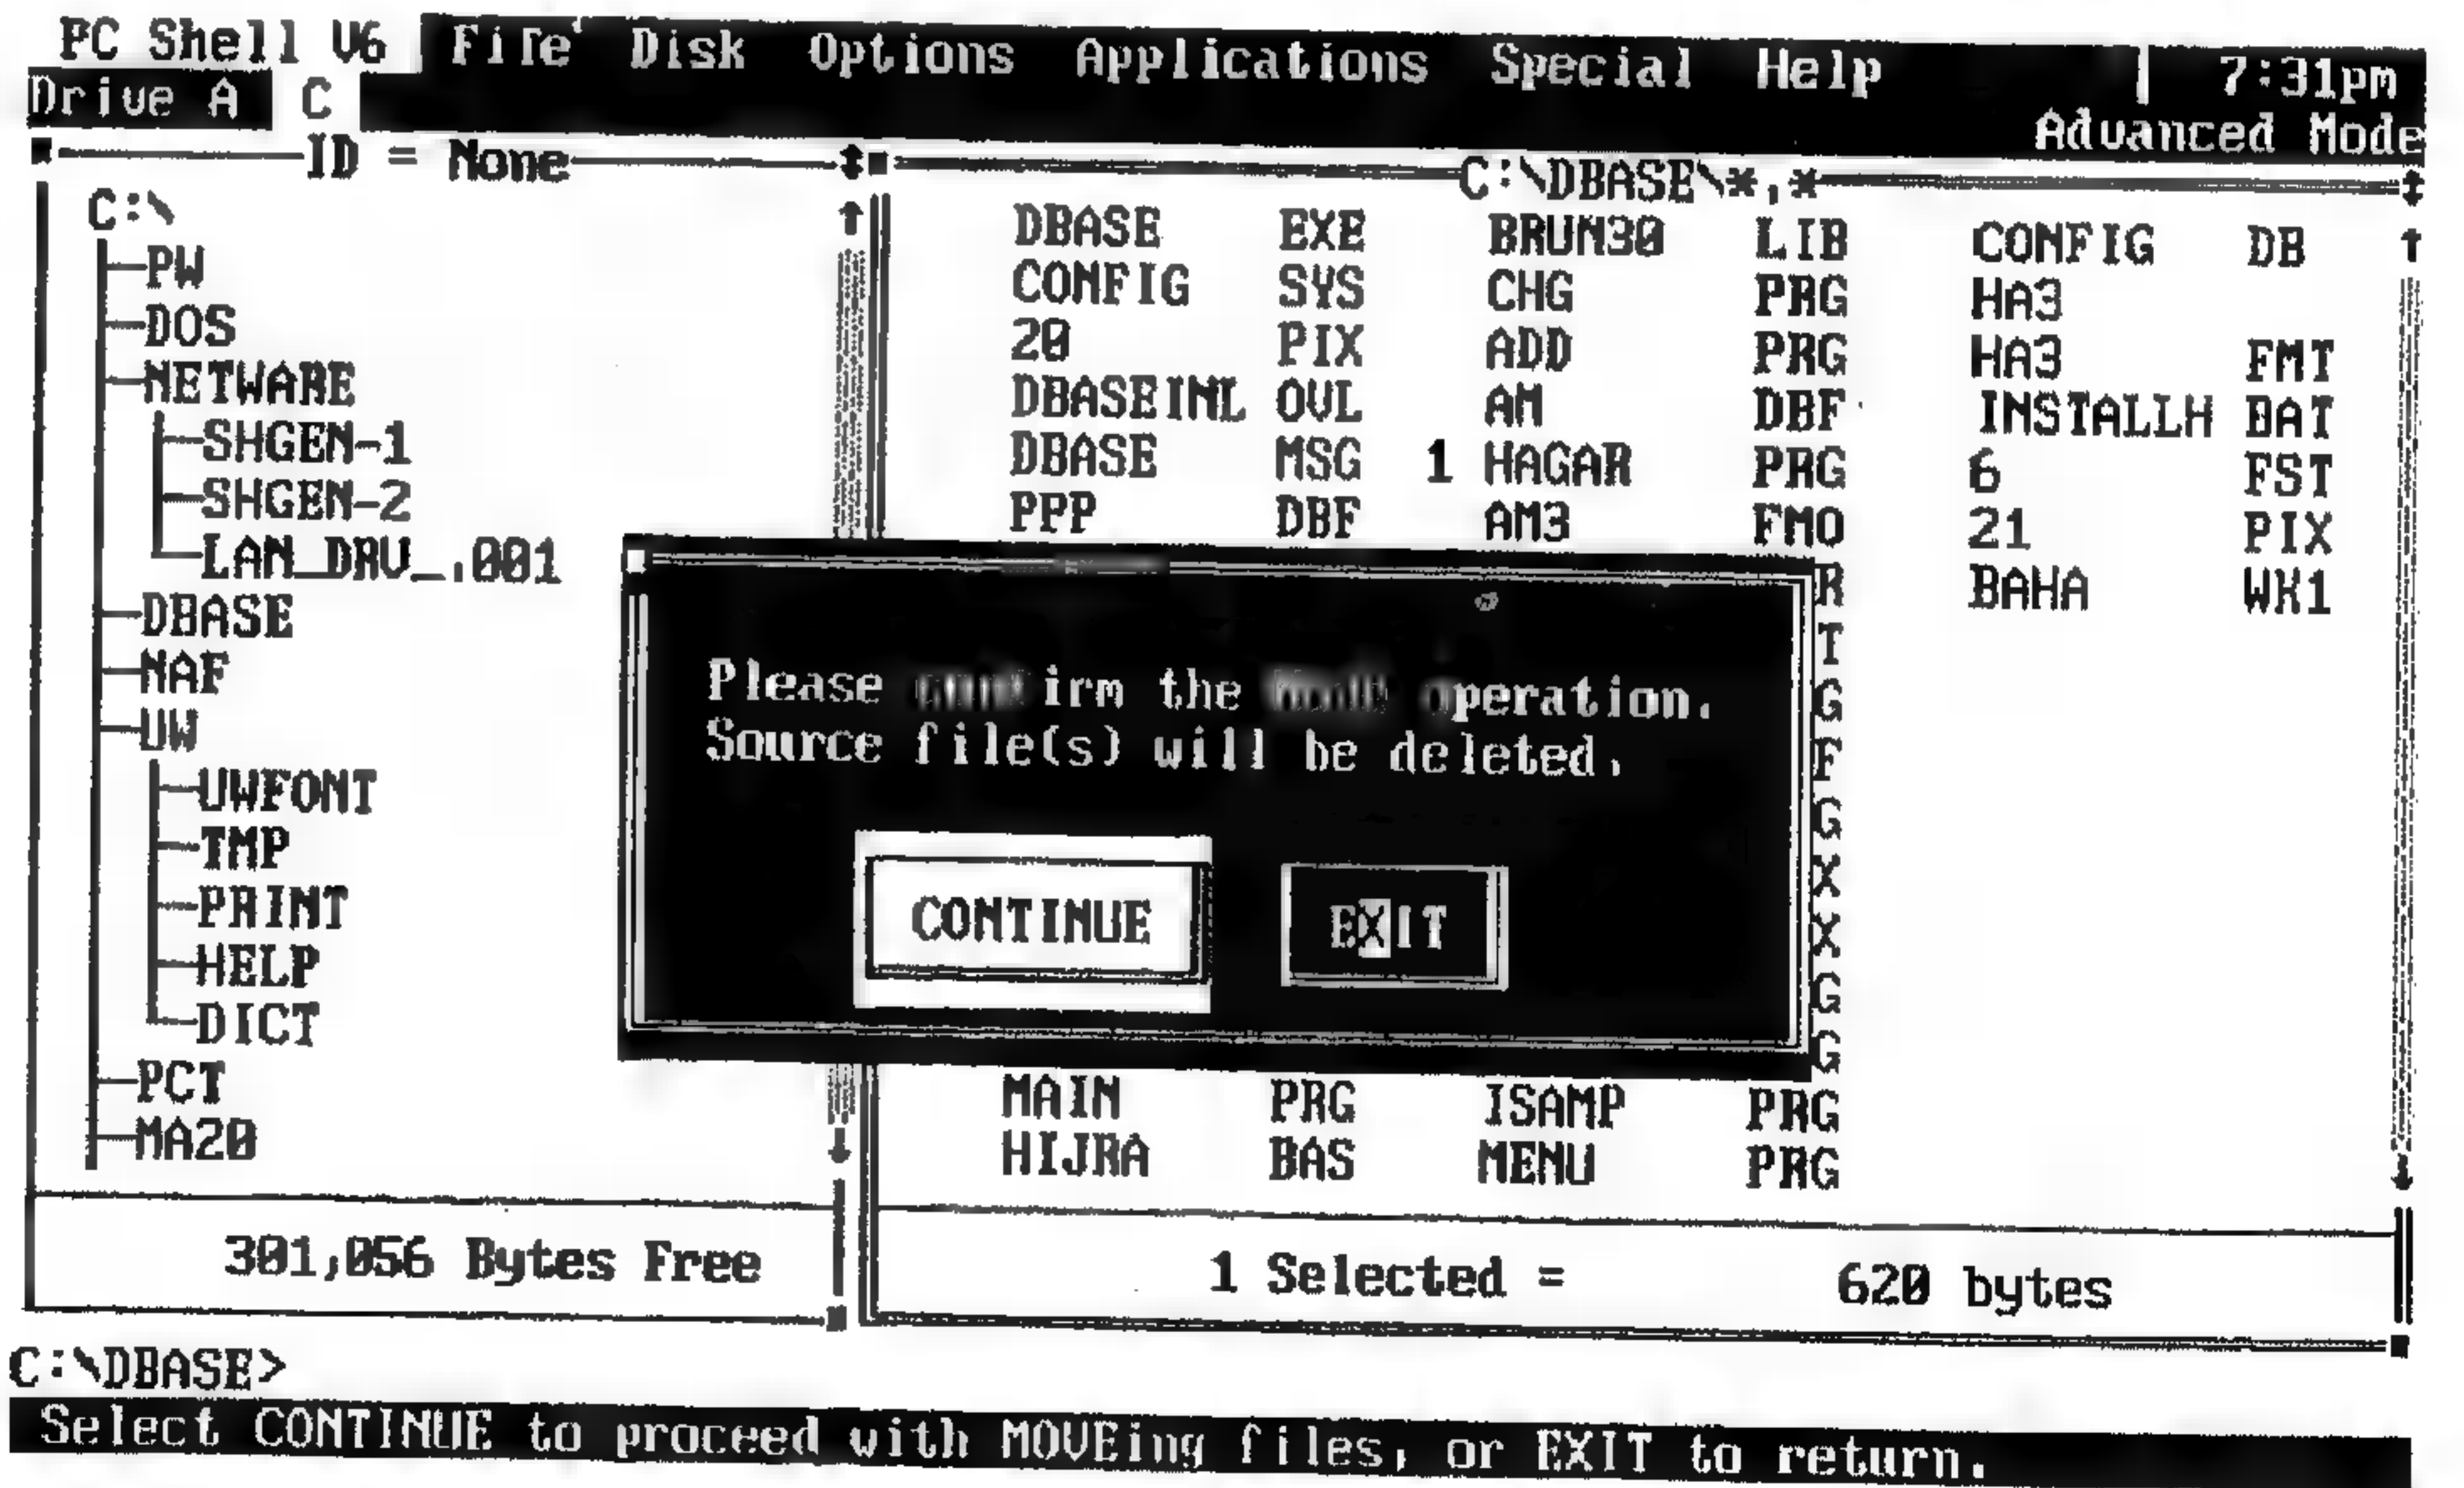 PC Shell V6 File Disk Options Applications Special Help 7:31pm
Drive A C
Advanced Mode
ID = None
C:\DBASE\*.*
C:\
PW
DOS
NETWARE
SHGEN-1
SHGEN-2
LAN_DRV_.001
DBASE
NAF
UW
UWFONT
TMP
PRINT
HELP
DICT
PCT
MA20
DBASE EXE BRUN30 LIB CONFIG DB
CONFIG SYS CHG PRG HA3
20 PIX ADD PRG HA3 FMT
DBASEINL OVL AM DBF INSTALLH BAT
DBASE MSG 1 HAGAR PRG 6 FST
PPP DBF AM3 FMO 21 PIX
R BAHA WK1
T
G
F
G
X
X
G
G
MAIN PRG ISAMP PRG
HIJRA BAS MENU PRG
Please irm the peration.
Source file(s) will be deleted.
CONTINUE EXIT
301,056 Bytes Free
1 Selected = 620 bytes
C:\DBASE>
Select CONTINUE to proceed with MOVEing files, or EXIT to return.